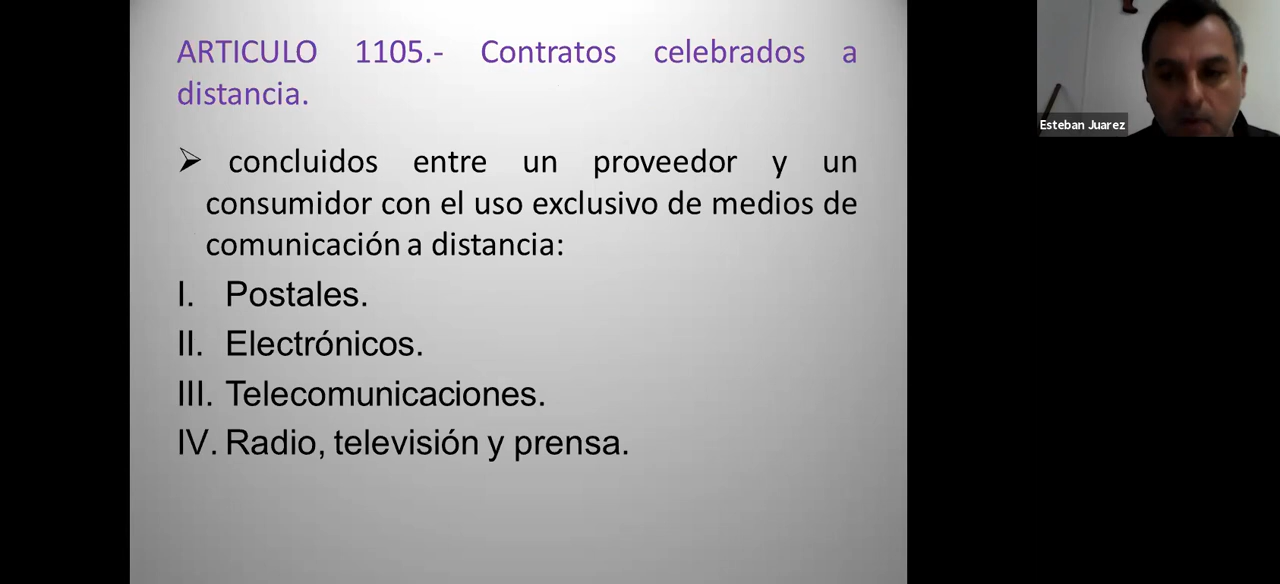 ARTICULO 1105.- Contratos celebrados a
distancia.
➤ concluidos entre un proveedor y un
consumidor con el uso exclusivo de medios de
comunicación a distancia:
I. Postales.
II. Electrónicos.
III. Telecomunicaciones.
IV. Radio, televisión y prensa.
Esteban Juarez